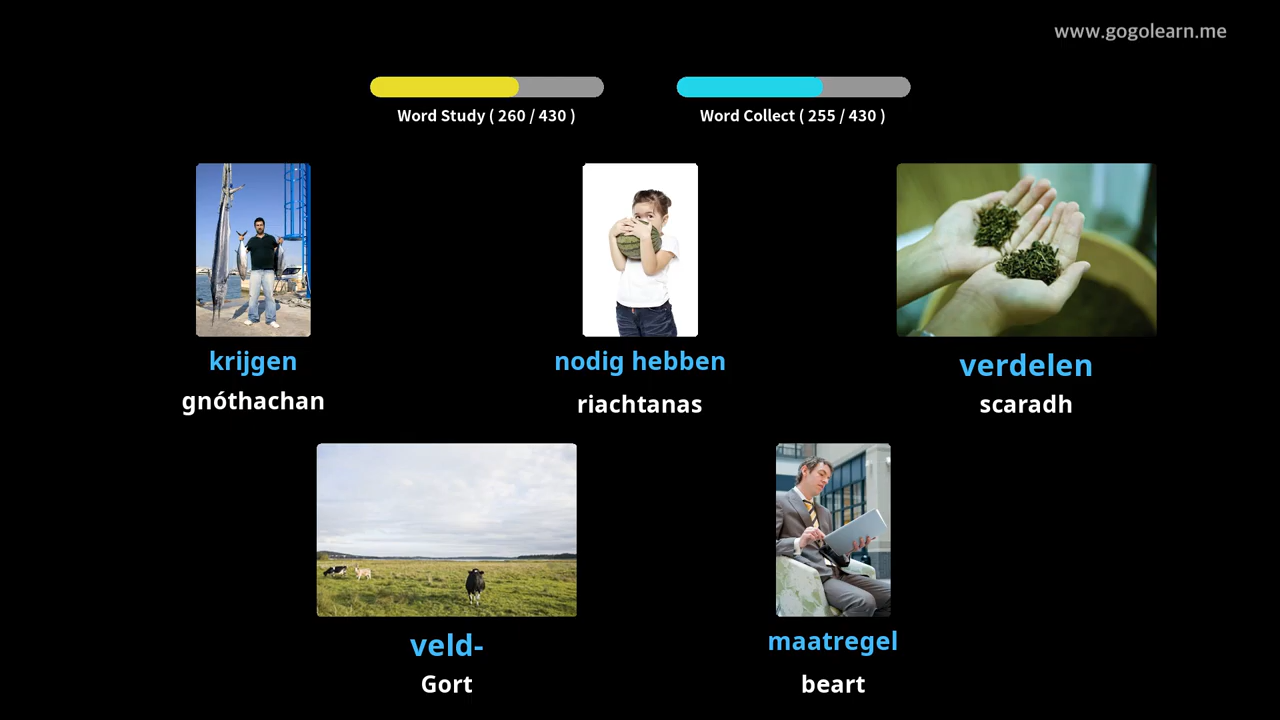 www.gogolearn.me
Word Study ( 260 / 430 )
Word Collect ( 255 / 430 )
krijgen
gnóthachan
nodig hebben
riachtanas
verdelen
scaradh
veld-
Gort
maatregel
beart